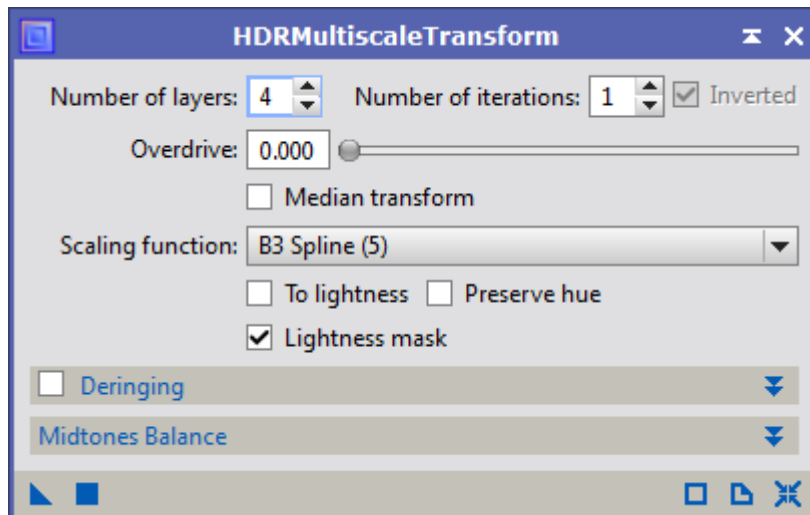 HDRMultiscaleTransform
Number of layers: 4 Number of iterations: 1 Inverted
Overdrive: 0.000
Median transform
Scaling function: B3 Spline (5)
To lightness Preserve hue
Lightness mask
Deringing
Midtones Balance